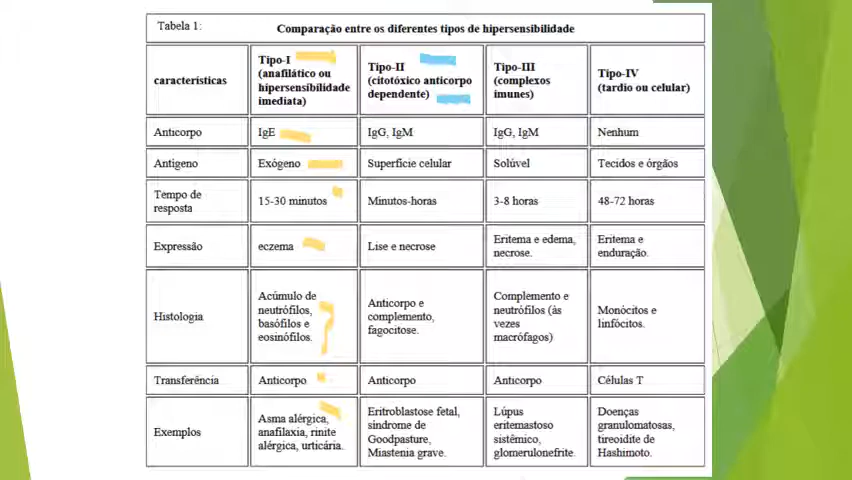 Tabela 1:
Comparação entre os diferentes tipos de hipersensibilidade
características
Tipo-I
(anafilático ou
hipersensibilidade
imediata)
Tipo-II
(citotóxico anticorpo
dependente)
Tipo-III
(complexos
imunes)
Tipo-IV
(tardio ou celular)
Anticorpo
IgE
IgG, IgM
IgG, IgM
Nenhum
Antígeno
Exógeno
Superfície celular
Solúvel
Tecidos e órgãos
Tempo de
resposta
15-30 minutos
Minutos-horas
3-8 horas
48-72 horas
Expressão
eczema
Lise e necrose
Eritema e edema,
necrose.
Eritema e
enduração.
Histologia
Acúmulo de
neutrófilos,
basófilos e
eosinófilos.
Anticorpo e
complemento,
fagocitose.
Complemento e
neutrófilos (às
vezes
macrófagos)
Monócitos e
linfócitos.
Transferência
Anticorpo
Anticorpo
Anticorpo
Células T
Exemplos
Asma alérgica,
anafilaxia, rinite
alérgica, urticária.
Eritroblastose fetal,
síndrome de
Goodpasture,
Miastenia grave.
Lúpus
eritemastoso
sistêmico,
glomerulonefrite.
Doenças
granulomatosas,
tireoidite de
Hashimoto.